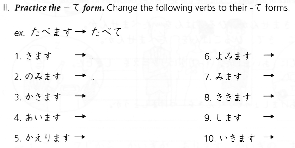 II. Practice the – て form. Change the following verbs to their - て forms
ex. たべます → たべて
1. きます →
2. のみます → .
3. かきます →
4. あいます →
5. かえります →
6. よみます →
7. みます →
8. ききます →
9. します →
10 いきます →